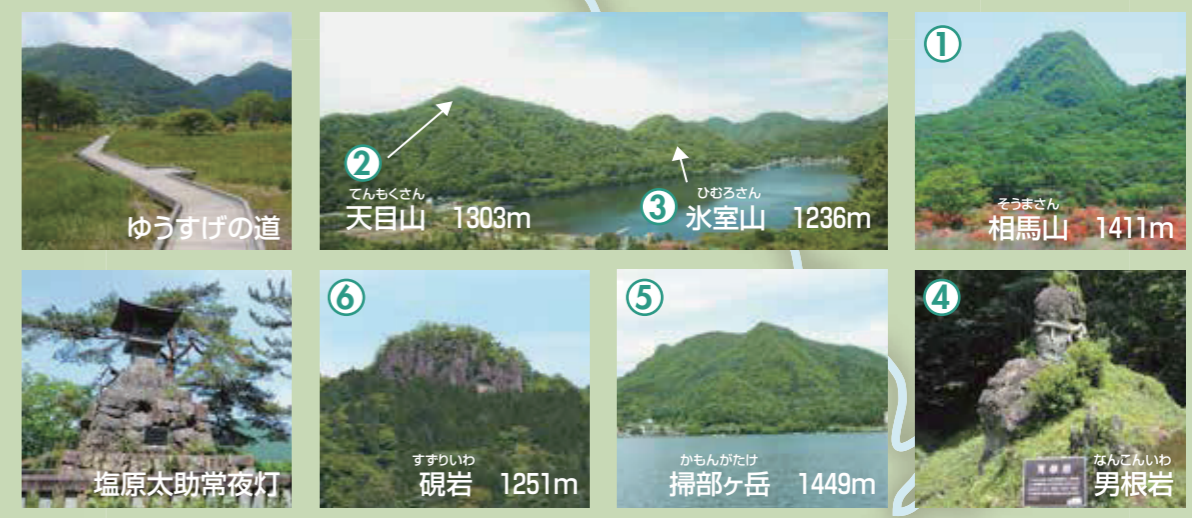 ゆうすげの道
②
てんもくさん
天目山 1303m
③
ひむろさん
氷室山 1236m
①
そうまさん
相馬山 1411m
塩原太助常夜灯
⑥
すずりいわ
硯岩 1251m
⑤
かもんがたけ
掃部ヶ岳 1449m
④
なんこんいわ
男根岩
男根岩